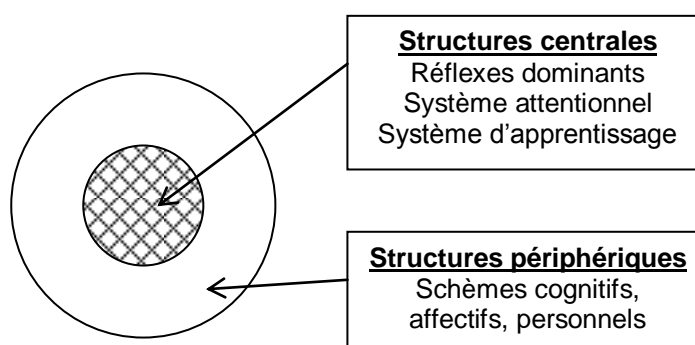 Structures centrales
Réflexes dominants
Système attentionnel
Système d'apprentissage
Structures périphériques
Schèmes cognitifs,
affectifs, personnels